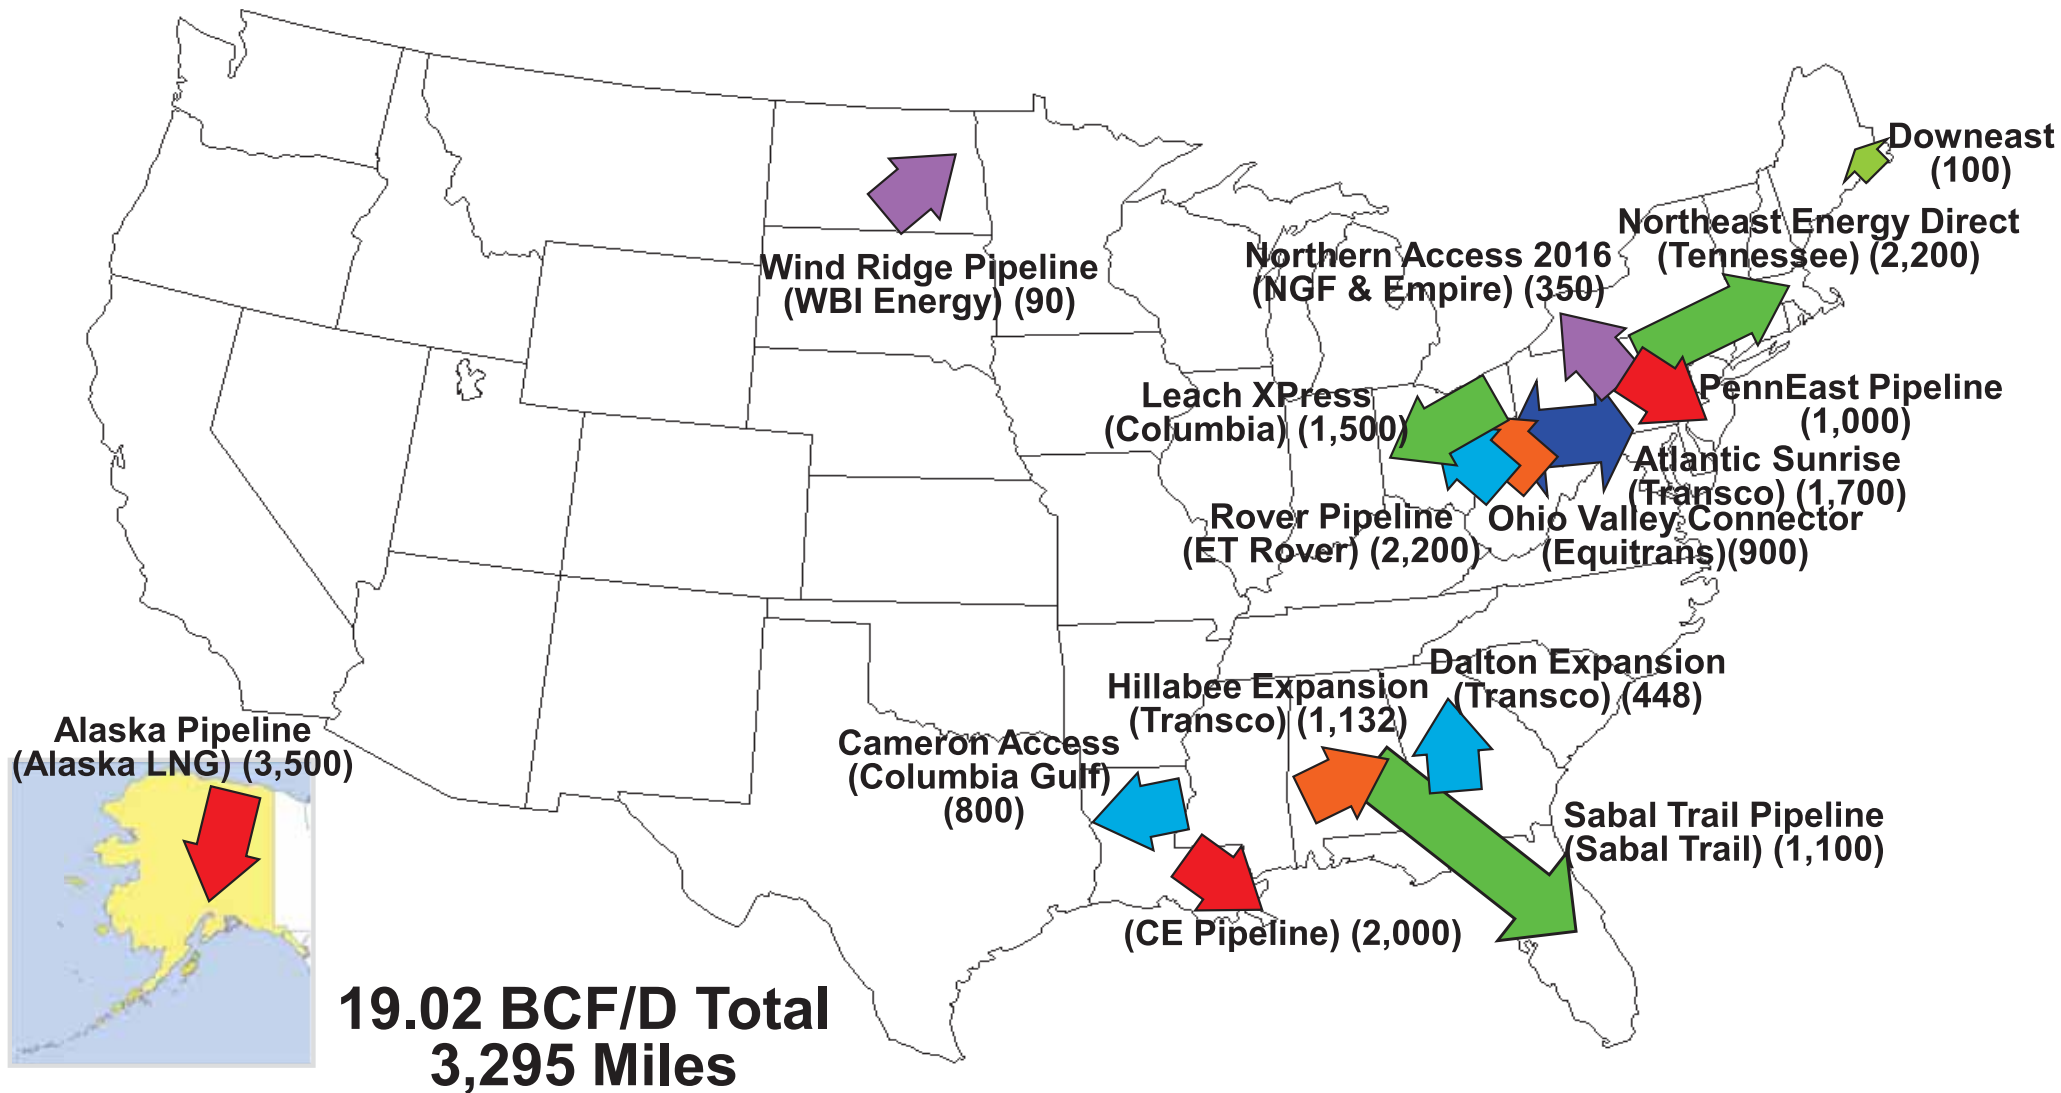 Downeast
(100)
Northeast Energy Direct
(Tennessee) (2,200)
Northern Access 2016
(NGF & Empire) (350)
Wind Ridge Pipeline
(WBI Energy) (90)
Leach XPress
(Columbia) (1,500)
PennEast Pipeline
(1,000)
Atlantic Sunrise
(Transco) (1,700)
Rover Pipeline
(ET Rover) (2,200)
Ohio Valley Connector
(Equitrans)(900)
Dalton Expansion
(Transco) (448)
Hillabee Expansion
(Transco) (1,132)
Alaska Pipeline
(Alaska LNG) (3,500)
Cameron Access
(Columbia Gulf)
(800)
Sabal Trail Pipeline
(Sabal Trail) (1,100)
(CE Pipeline) (2,000)
19.02 BCF/D Total
3,295 Miles